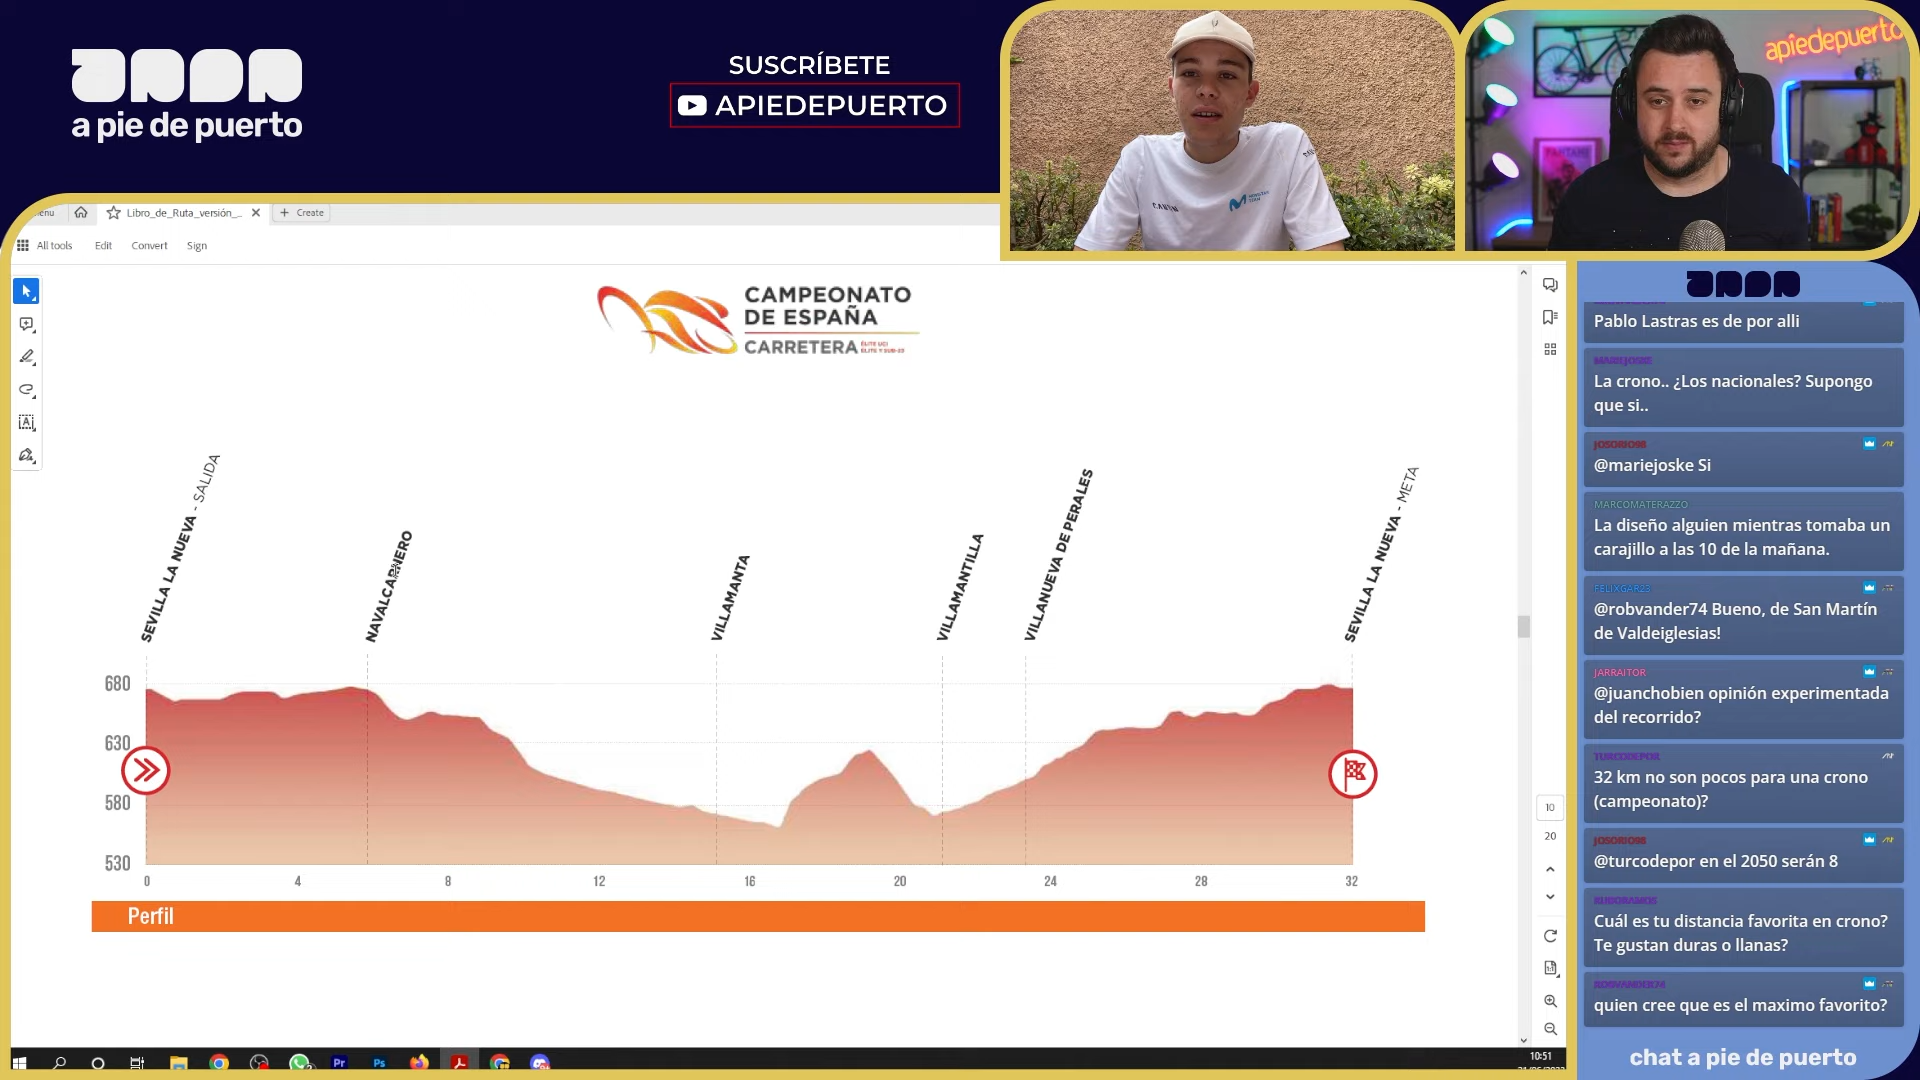 a pie de puerto
SUSCRÍBETE
APIEDEPUERTO
apiedepuerto
Libro_de_Ruta_versión_...
Create
All tools
Edit
Convert
Sign
CAMPEONATO
DE ESPAÑA
CARRETERA
SEVILLA LA NUEVA - SALIDA
NAVALCARNERO
VILLAMANTA
VILLAMANTILLA
VILLANUEVA DE PERALES
SEVILLA LA NUEVA - META
680
630
580
530
0 4 8 12 16 20 24 28 32
Perfil
10
20
10:51
Pablo Lastras es de por alli
MARIEJOSKE
La crono.. ¿Los nacionales? Supongo
que si..
JOSORIO98
@mariejoske Si
MARCOMATERAZZO
La diseño alguien mientras tomaba un
carajillo a las 10 de la mañana.
FELIXGAR23
@robvander74 Bueno, de San Martín
de Valdeiglesias!
JARRAITOR
@juanchobien opinión experimentada
del recorrido?
TURCODEPOR
32 km no son pocos para una crono
(campeonato)?
JOSORIO98
@turcodepor en el 2050 serán 8
Cuál es tu distancia favorita en crono?
Te gustan duras o llanas?
ROBVANDER74
quien cree que es el maximo favorito?
chat a pie de puerto